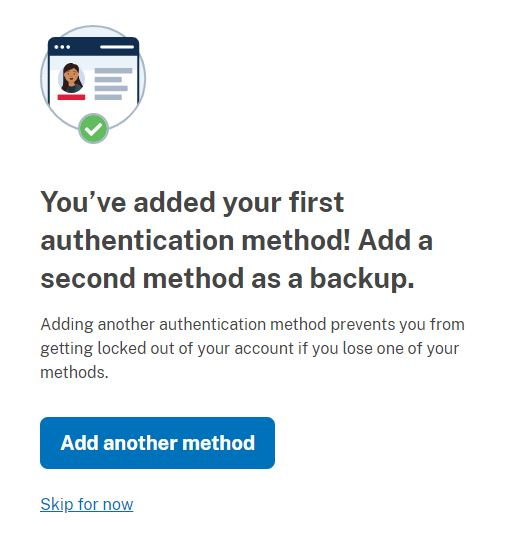 You’ve added your first
authentication method! Add a
second method as a backup.
Adding another authentication method prevents you from
getting locked out of your account if you lose one of your
methods.
Add another method
Skip for now